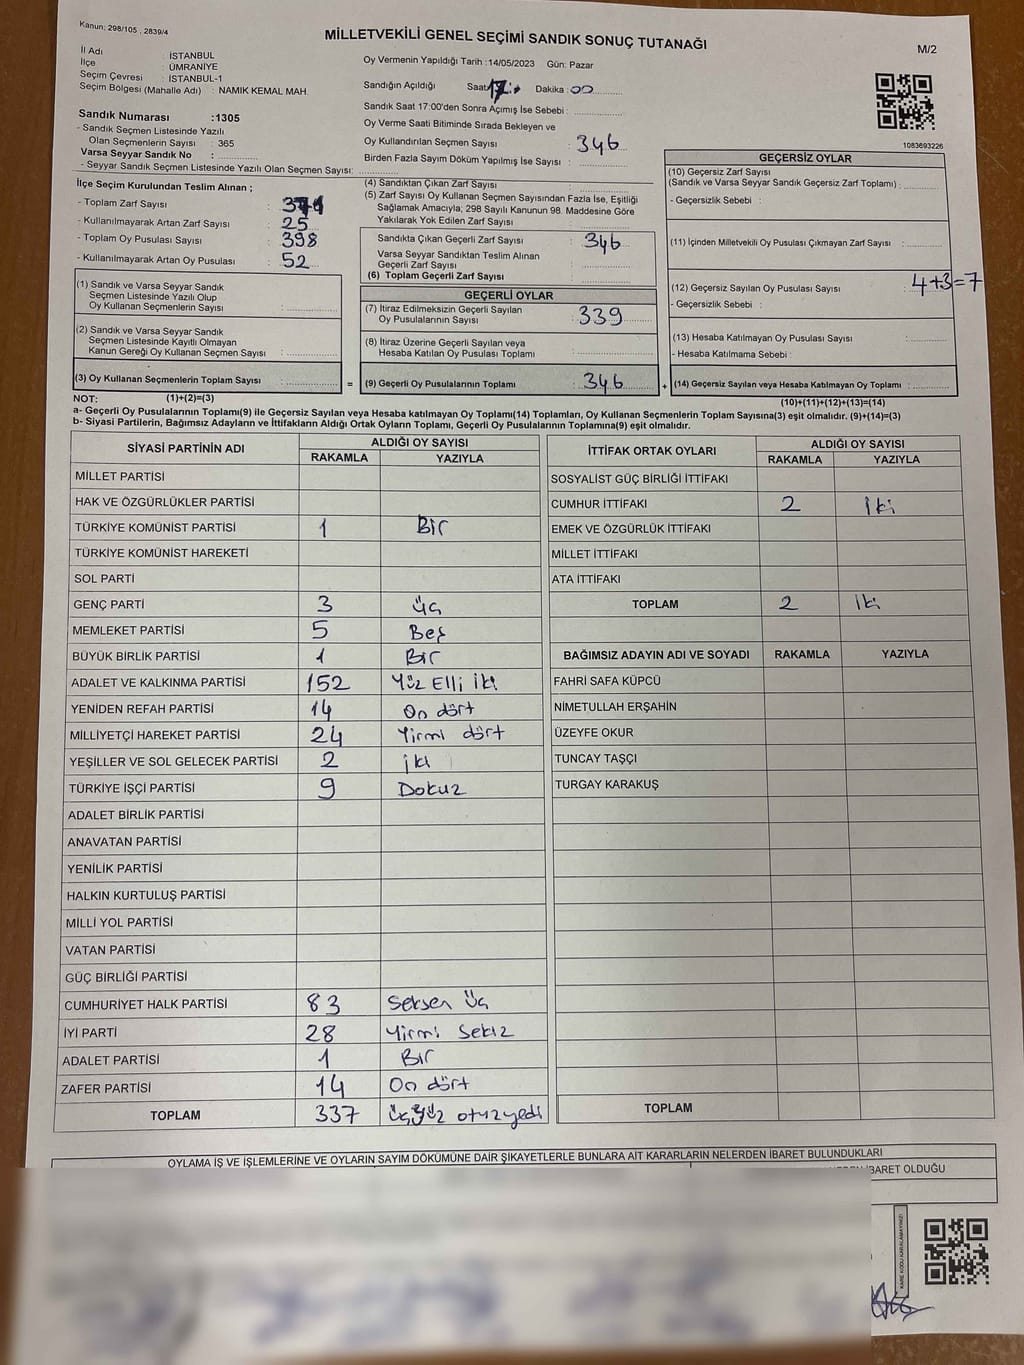 Kanun; 298/105 , 2839/4
MİLLETVEKİLİ GENEL SEÇİMİ SANDIK SONUÇ TUTANAĞI
M/2
İl Adı : İSTANBUL
İlçe : ÜMRANİYE
Seçim Çevresi : İSTANBUL-1
Seçim Bölgesi (Mahalle Adı) : NAMIK KEMAL MAH.
Sandık Numarası :1305
- Sandık Seçmen Listesinde Yazılı
Olan Seçmenlerin Sayısı : 365
Varsa Seyyar Sandık No :
- Seyyar Sandık Seçmen Listesinde Yazılı Olan Seçmen Sayısı:
Oy Vermenin Yapıldığı Tarih :14/05/2023 Gün: Pazar
Sandığın Açıldığı Saat 17 Dakika : 00
Sandık Saat 17:00'den Sonra Açımış İse Sebebi :
Oy Verme Saati Bitiminde Sırada Bekleyen ve
Oy Kullandırılan Seçmen Sayısı : 346
Birden Fazla Sayım Döküm Yapılmış İse Sayısı :
1083693226
İlçe Seçim Kurulundan Teslim Alınan ;
- Toplam Zarf Sayısı :
- Kullanılmayarak Artan Zarf Sayısı : 25
- Toplam Oy Pusulası Sayısı : 398
- Kullanılmayarak Artan Oy Pusulası : 52
(1) Sandık ve Varsa Seyyar Sandık
Seçmen Listesinde Yazılı Olup
Oy Kullanan Seçmenlerin Sayısı :
(2) Sandık ve Varsa Seyyar Sandık
Seçmen Listesinde Kayıtlı Olmayan
Kanun Gereği Oy Kullanan Seçmen Sayısı :
(3) Oy Kullanan Seçmenlerin Toplam Sayısı :
(4) Sandıktan Çıkan Zarf Sayısı :
(5) Zarf Sayısı Oy Kullanan Seçmen Sayısından Fazla İse, Eşitliği
Sağlamak Amacıyla; 298 Sayılı Kanunun 98. Maddesine Göre
Yakılarak Yok Edilen Zarf Sayısı :
Sandıkta Çıkan Geçerli Zarf Sayısı : 346
Varsa Seyyar Sandıktan Teslim Alınan
Geçerli Zarf Sayısı :
(6) Toplam Geçerli Zarf Sayısı :
GEÇERLİ OYLAR
(7) İtiraz Edilmeksizin Geçerli Sayılan
Oy Pusulalarının Sayısı : 339
(8) İtiraz Üzerine Geçerli Sayılan veya
Hesaba Katılan Oy Pusulası Toplamı :
= (9) Geçerli Oy Pusulalarının Toplamı : 346 +
GEÇERSİZ OYLAR
(10) Geçersiz Zarf Sayısı
(Sandık ve Varsa Seyyar Sandık Geçersiz Zarf Toplamı) :
- Geçersizlik Sebebi :
(11) İçinden Milletvekili Oy Pusulası Çıkmayan Zarf Sayısı :
(12) Geçersiz Sayılan Oy Pusulası Sayısı : 4+3=7
- Geçersizlik Sebebi :
(13) Hesaba Katılmayan Oy Pusulası Sayısı :
- Hesaba Katılmama Sebebi :
(14) Geçersiz Sayılan veya Hesaba Katılmayan Oy Toplamı :
NOT: (1)+(2)=(3)
(10)+(11)+(12)+(13)=(14)
a- Geçerli Oy Pusulalarının Toplamı(9) ile Geçersiz Sayılan veya Hesaba katılmayan Oy Toplamı(14) Toplamları, Oy Kullanan Seçmenlerin Toplam Sayısına(3) eşit olmalıdır. (9)+(14)=(3)
b- Siyasi Partilerin, Bağımsız Adayların ve İttifakların Aldığı Ortak Oyların Toplamı, Geçerli Oy Pusulalarının Toplamına(9) eşit olmalıdır.
SİYASİ PARTİNİN ADI ALDIĞI OY SAYISI
RAKAMLA YAZIYLA
MİLLET PARTİSİ
HAK VE ÖZGÜRLÜKLER PARTİSİ
TÜRKİYE KOMÜNİST PARTİSİ 1 Bir
TÜRKİYE KOMÜNİST HAREKETİ
SOL PARTİ
GENÇ PARTİ 3 üç
MEMLEKET PARTİSİ 5 Beş
BÜYÜK BİRLİK PARTİSİ 1 Bir
ADALET VE KALKINMA PARTİSİ 152 Yüz Elli iki
YENİDEN REFAH PARTİSİ 14 On dört
MİLLİYETÇİ HAREKET PARTİSİ 24 Yirmi dört
YEŞİLLER VE SOL GELECEK PARTİSİ 2 iki
TÜRKİYE İŞÇİ PARTİSİ 9 Dokuz
ADALET BİRLİK PARTİSİ
ANAVATAN PARTİSİ
YENİLİK PARTİSİ
HALKIN KURTULUŞ PARTİSİ
MİLLİ YOL PARTİSİ
VATAN PARTİSİ
GÜÇ BİRLİĞİ PARTİSİ
CUMHURİYET HALK PARTİSİ 83 Seksen Üç
İYİ PARTİ 28 Yirmi Sekiz
ADALET PARTİSİ 1 Bir
ZAFER PARTİSİ 14 On dört
TOPLAM 337 üçyüz otuzyedi
İTTİFAK ORTAK OYLARI ALDIĞI OY SAYISI
RAKAMLA YAZIYLA
SOSYALİST GÜÇ BİRLİĞİ İTTİFAKI
CUMHUR İTTİFAKI 2 iki
EMEK VE ÖZGÜRLÜK İTTİFAKI
MİLLET İTTİFAKI
ATA İTTİFAKI
TOPLAM 2 iki
BAĞIMSIZ ADAYIN ADI VE SOYADI RAKAMLA YAZIYLA
FAHRİ SAFA KÜPCÜ
NİMETULLAH ERŞAHİN
ÜZEYFE OKUR
TUNCAY TAŞÇI
TURGAY KARAKUŞ
TOPLAM
OYLAMA İŞ VE İŞLEMLERİNE VE OYLARIN SAYIM DÖKÜMÜNE DAİR ŞİKAYETLERLE BUNLARA AİT KARARLARIN NELERDEN İBARET BULUNDUKLARI
İBARET OLDUĞU
KARE KODU KARALAMAYINIZ!